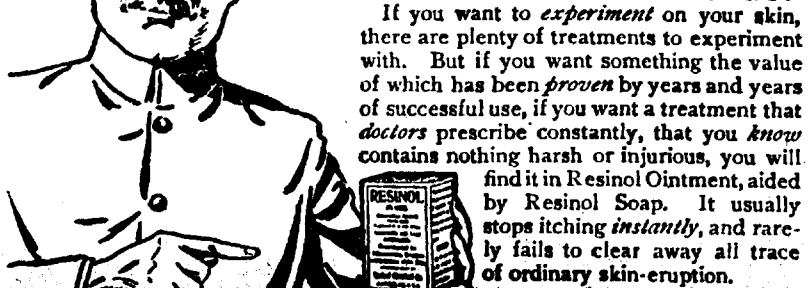 If you want to experiment on your skin,
there are plenty of treatments to experiment
with. But if you want something the value
of which has been proven by years and years
of successful use, if you want a treatment that
doctors prescribe constantly, that you know
contains nothing harsh or injurious, you will
find it in Resinol Ointment, aided
by Resinol Soap. It usually
stops itching instantly, and rare-
ly fails to clear away all trace
of ordinary skin-eruption.
RESINOL